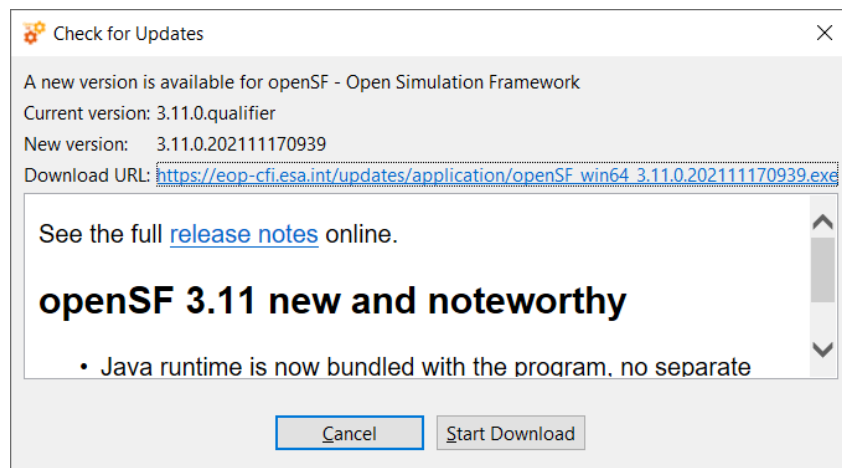 Check for Updates
A new version is available for openSF - Open Simulation Framework
Current version: 3.11.0.qualifier
New version: 3.11.0.202111170939
Download URL: https://eop-cfi.esa.int/updates/application/openSF_win64_3.11.0.202111170939.exe
See the full release notes online.
openSF 3.11 new and noteworthy
• Java runtime is now bundled with the program, no separate
Cancel
Start Download